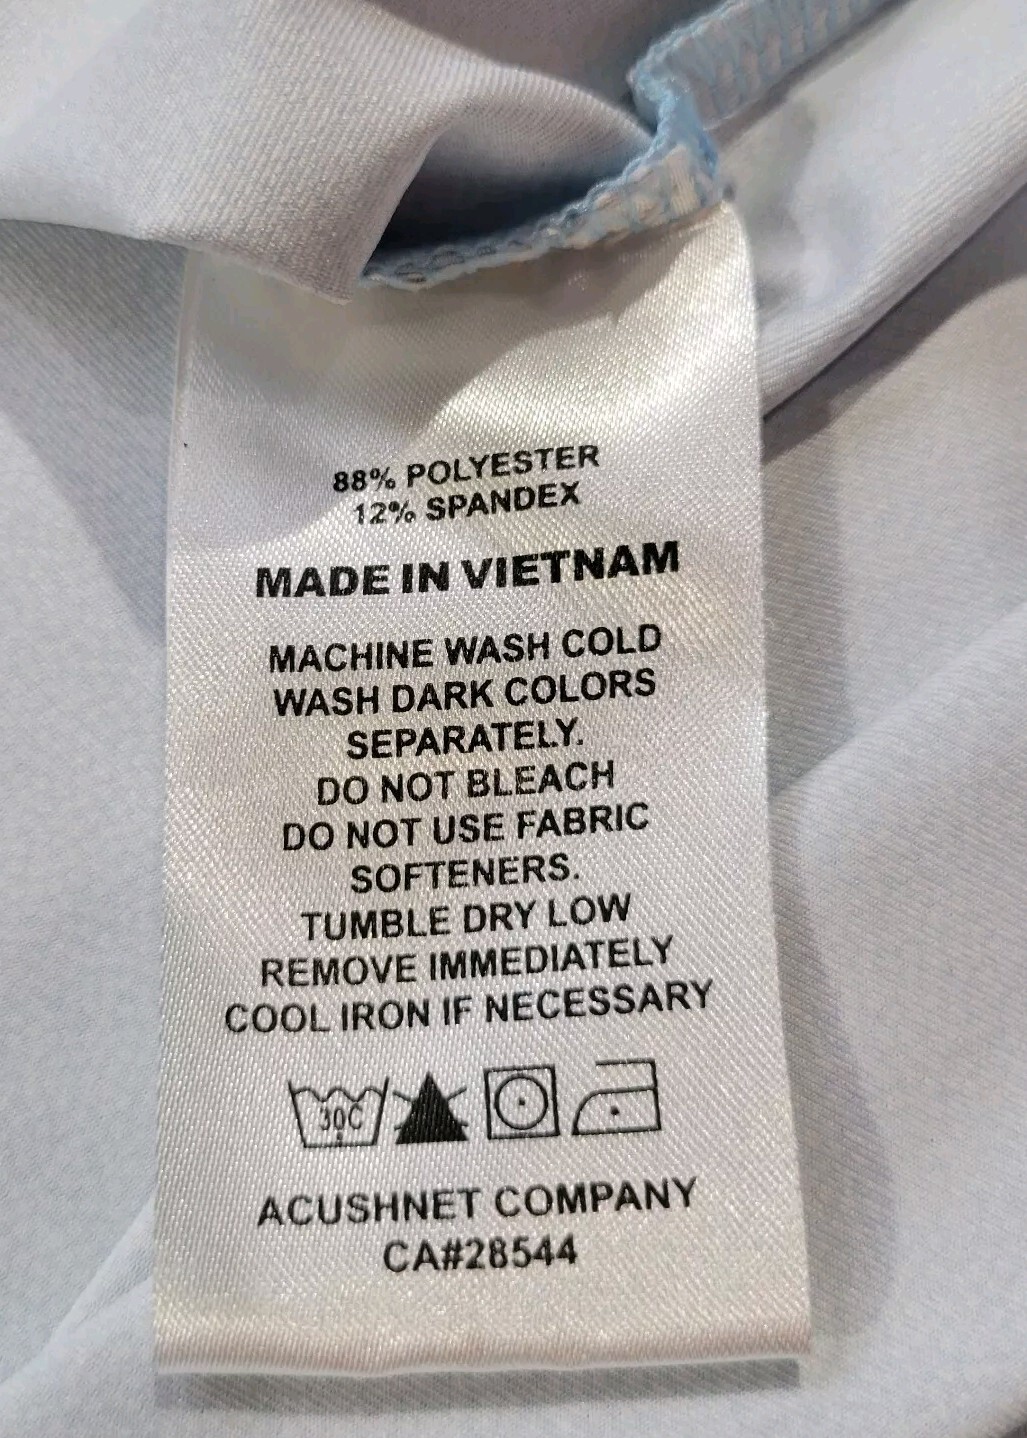 88% POLYESTER
12% SPANDEX
MADE IN VIETNAM
MACHINE WASH COLD
WASH DARK COLORS
SEPARATELY.
DO NOT BLEACH
DO NOT USE FABRIC
SOFTENERS.
TUMBLE DRY LOW
REMOVE IMMEDIATELY
COOL IRON IF NECESSARY
30C
ACUSHNET COMPANY
CA#28544